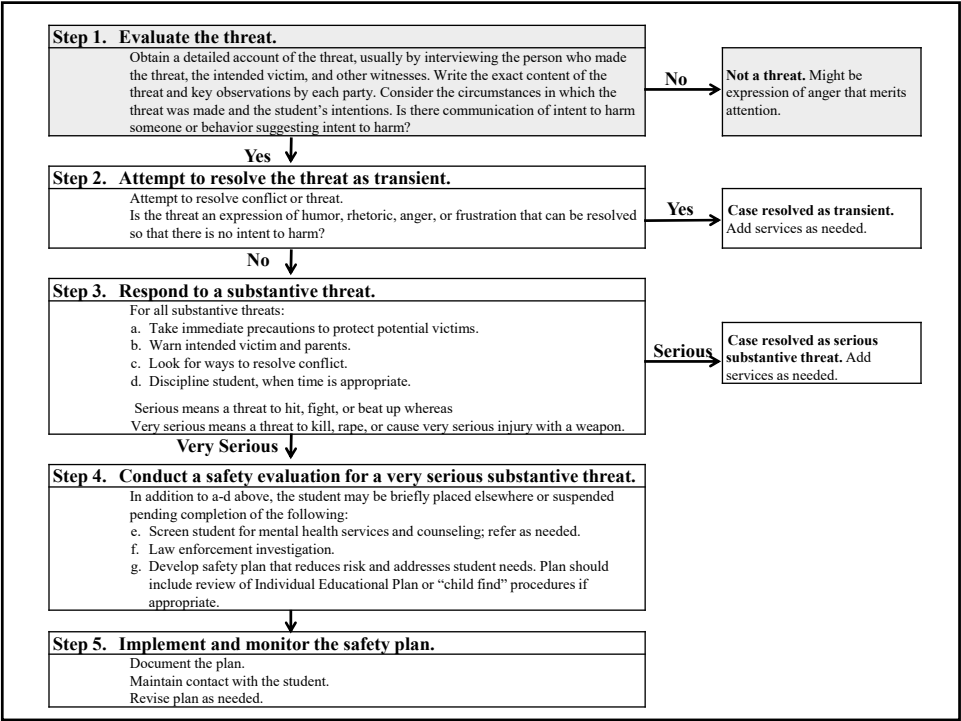 Step 1. Evaluate the threat.
Obtain a detailed account of the threat, usually by interviewing the person who made
the threat, the intended victim, and other witnesses. Write the exact content of the
threat and key observations by each party. Consider the circumstances in which the
threat was made and the student's intentions. Is there communication of intent to harm
someone or behavior suggesting intent to harm?
No
Not a threat. Might be
expression of anger that merits
attention.
Yes
Step 2. Attempt to resolve the threat as transient.
Attempt to resolve conflict or threat.
Is the threat an expression of humor, rhetoric, anger, or frustration that can be resolved
so that there is no intent to harm?
Yes
Case resolved as transient.
Add services as needed.
No
Step 3. Respond to a substantive threat.
For all substantive threats:
a. Take immediate precautions to protect potential victims.
b. Warn intended victim and parents.
c. Look for ways to resolve conflict.
d. Discipline student, when time is appropriate.
Serious means a threat to hit, fight, or beat up whereas
Very serious means a threat to kill, rape, or cause very serious injury with a weapon.
Serious
Case resolved as serious
substantive threat. Add
services as needed.
Very Serious
Step 4. Conduct a safety evaluation for a very serious substantive threat.
In addition to a-d above, the student may be briefly placed elsewhere or suspended
pending completion of the following:
e. Screen student for mental health services and counseling; refer as needed.
f. Law enforcement investigation.
g. Develop safety plan that reduces risk and addresses student needs. Plan should
include review of Individual Educational Plan or “child find” procedures if
appropriate.
Step 5. Implement and monitor the safety plan.
Document the plan.
Maintain contact with the student.
Revise plan as needed.